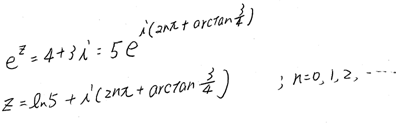 e^z = 4+3i = 5e^{i(2nπ + arctan 3/4)}
z = ln5 + i(2nπ + arctan 3/4) ; n=0, 1, 2, -----